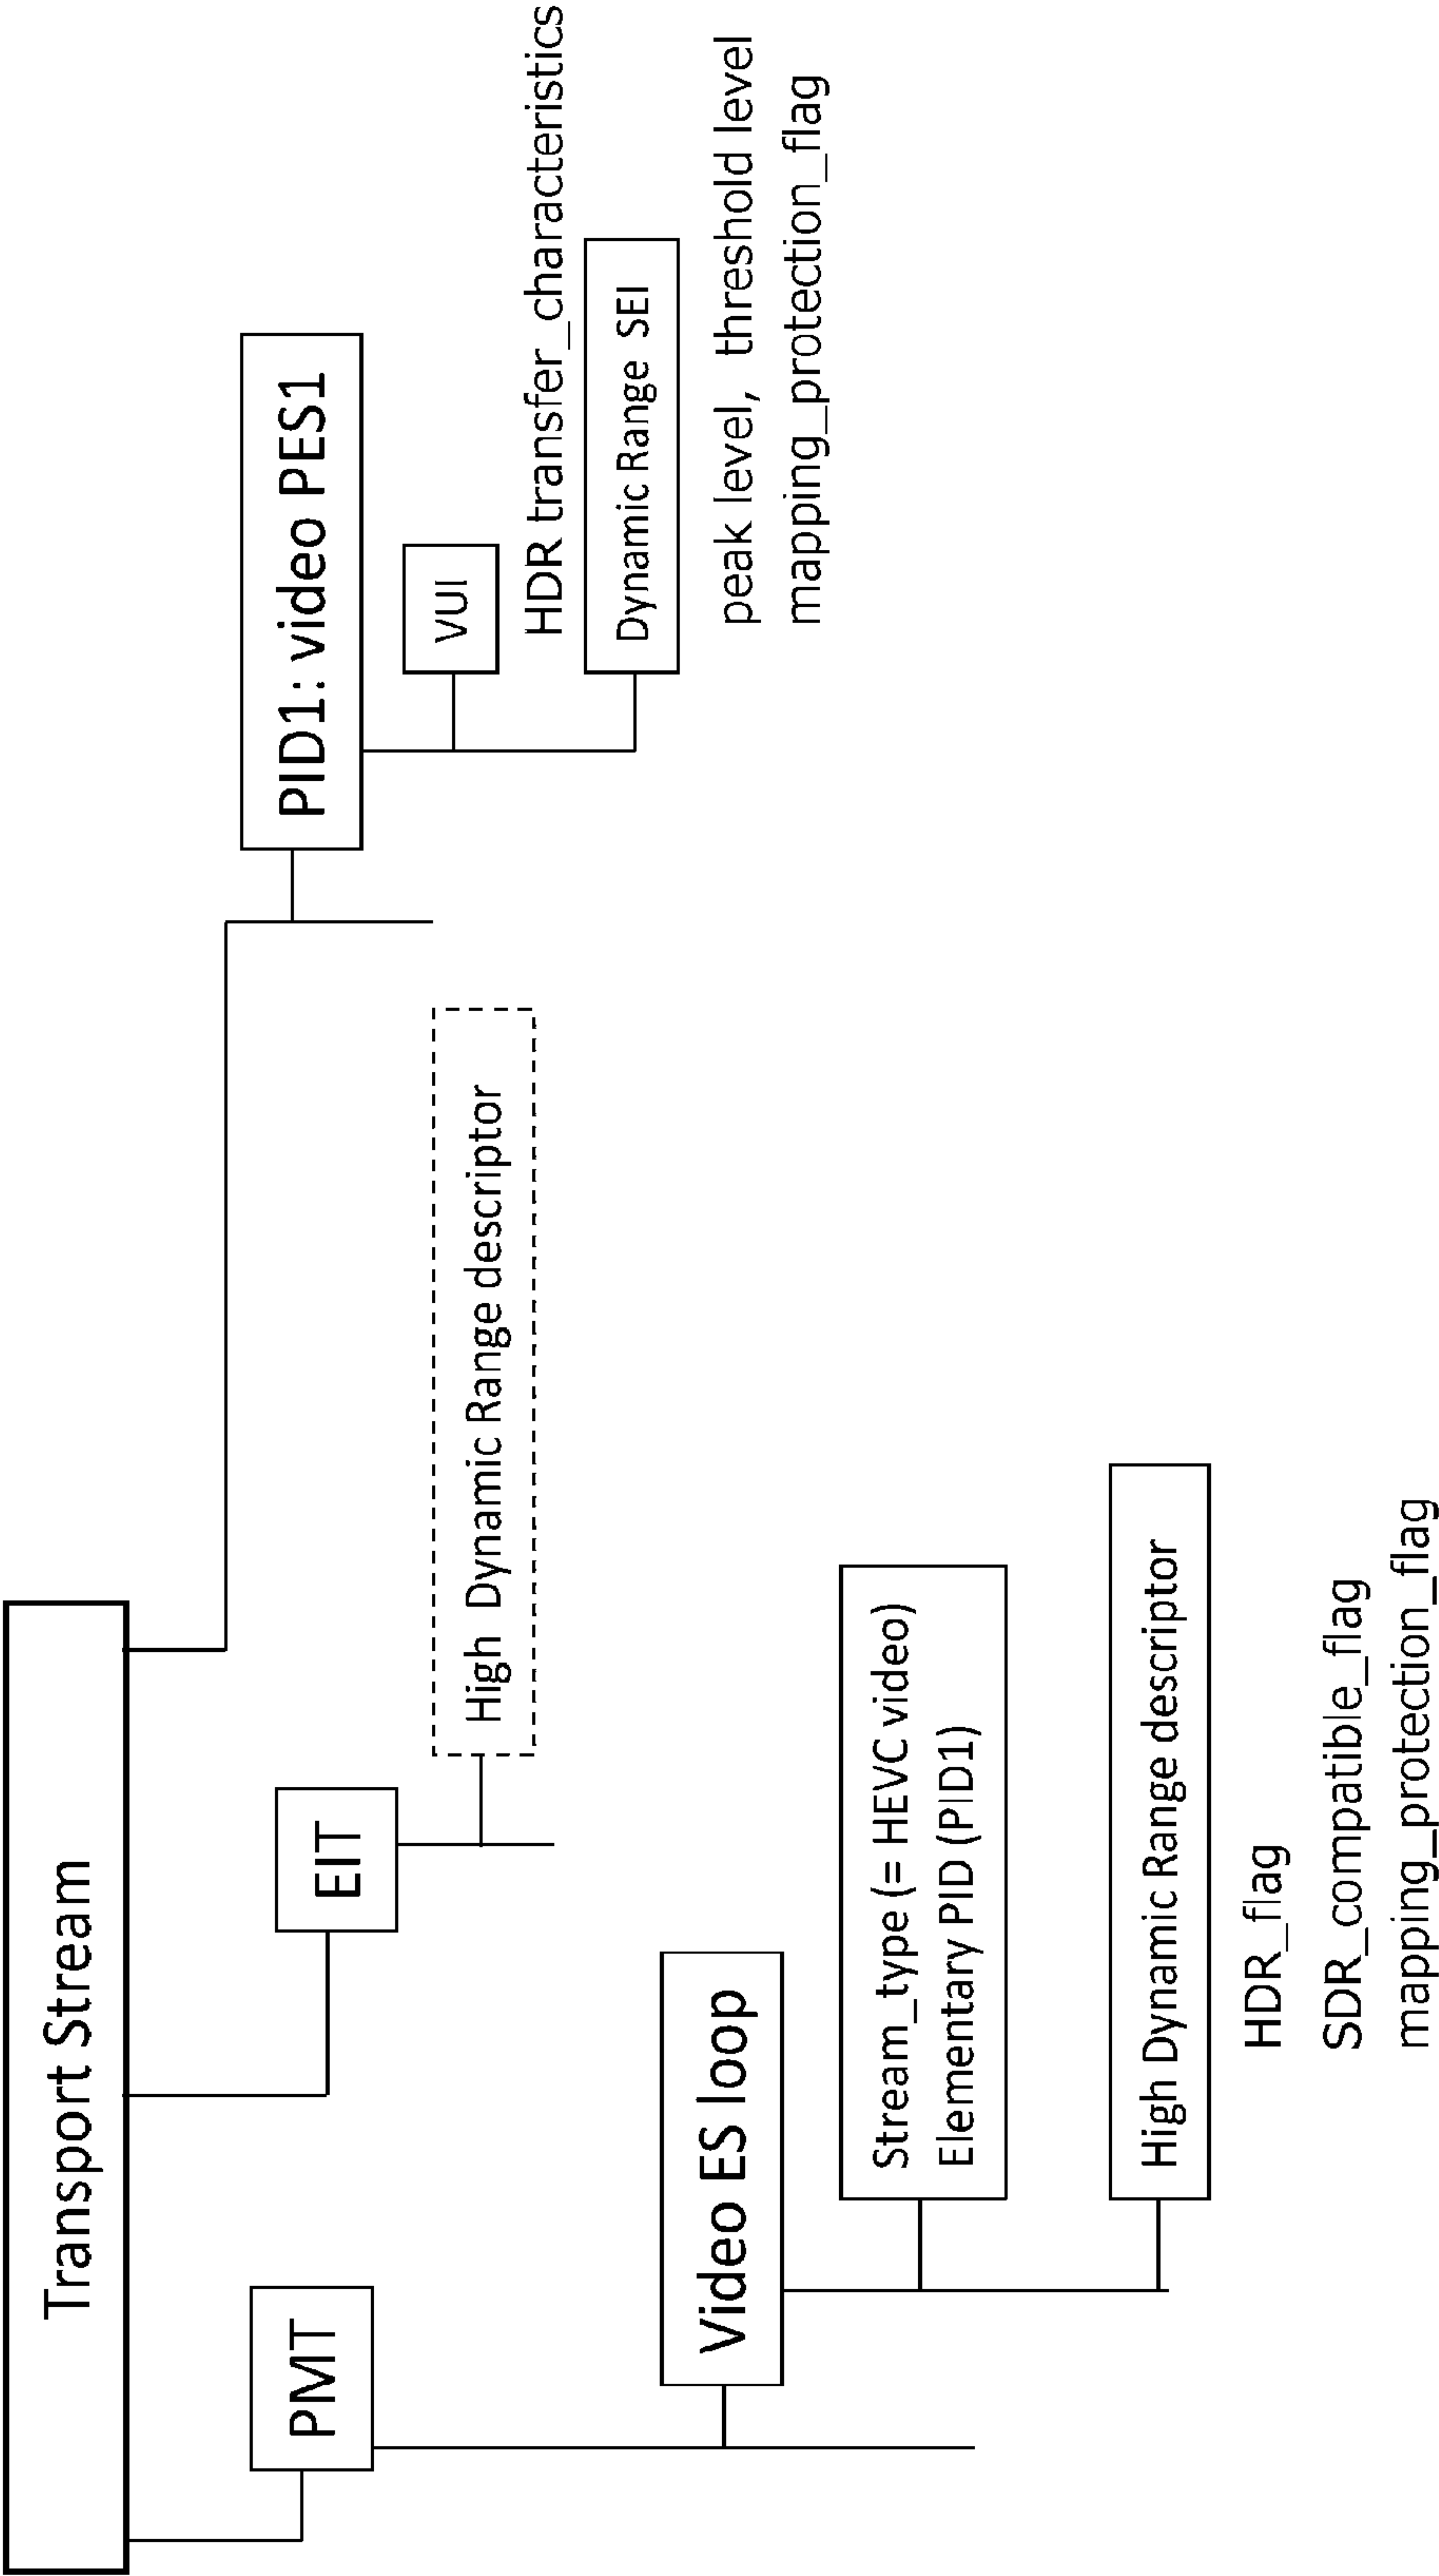 Transport Stream
PMT
Video ES loop
Stream_type (= HEVC video)
Elementary PID (PID1)
High Dynamic Range descriptor
HDR_flag
SDR_compatible_flag
mapping_protection_flag
EIT
High Dynamic Range descriptor
PID1: video PES1
VUI
HDR transfer_characteristics
Dynamic Range SEI
peak level, threshold level
mapping_protection_flag